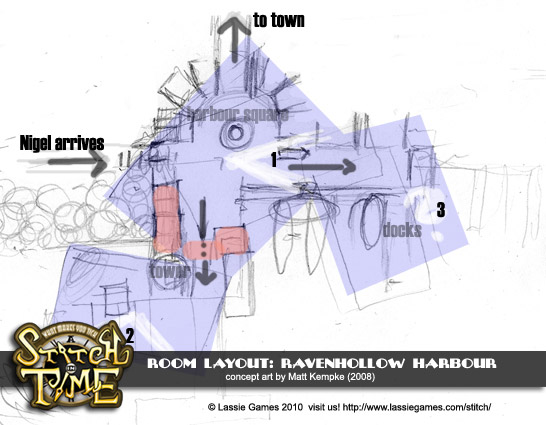 to town
harbour square
Nigel arrives
1
3
docks
tower
2
WHAT MAKES YOU TICK
A
STITCH
IN
TIME
ROOM LAYOUT: RAVENHOLLOW HARBOUR
concept art by Matt Kempke (2008)
© Lassie Games 2010 visit us! http://www.lassiegames.com/stitch/